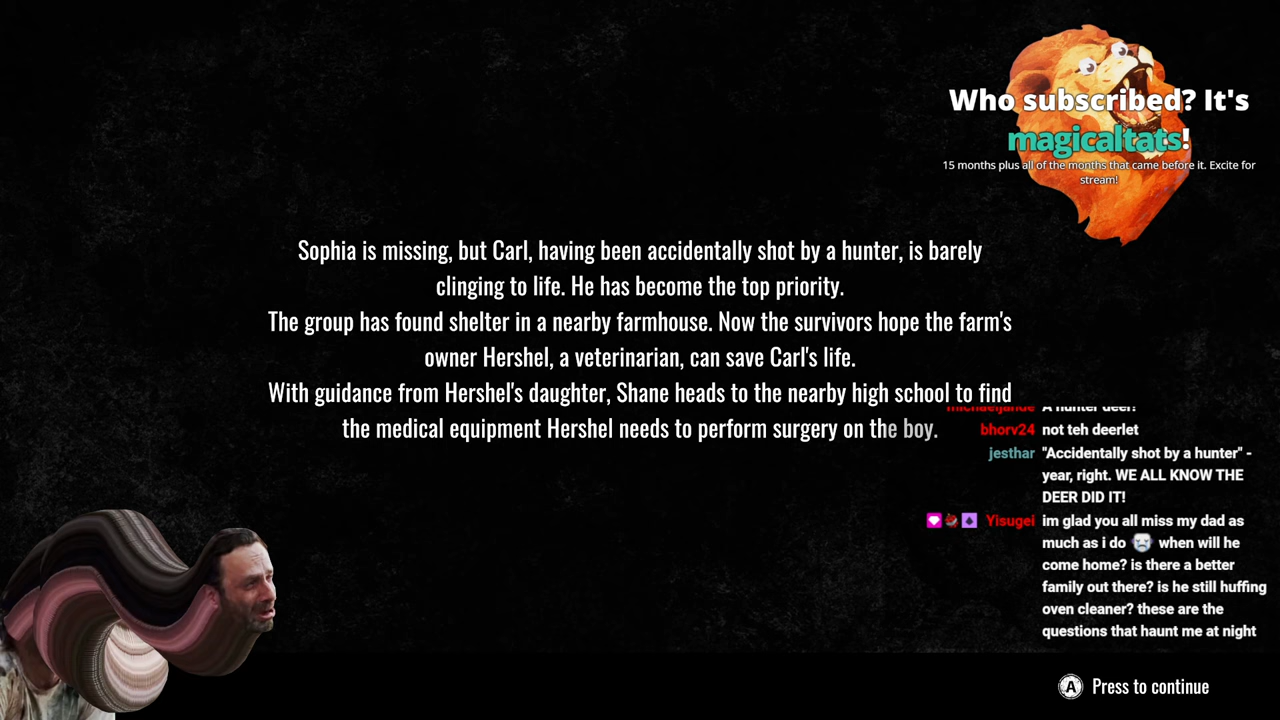 Who subscribed? It's
magicaltats!
15 months plus all of the months that came before it. Excite for
stream!
Sophia is missing, but Carl, having been accidentally shot by a hunter, is barely
clinging to life. He has become the top priority.
The group has found shelter in a nearby farmhouse. Now the survivors hope the farm's
owner Hershel, a veterinarian, can save Carl's life.
With guidance from Hershel's daughter, Shane heads to the nearby high school to find
the medical equipment Hershel needs to perform surgery on the boy.
A hunter deer!
bhorv24 not teh deerlet
jesthar "Accidentally shot by a hunter" -
year, right. WE ALL KNOW THE
DEER DID IT!
Yisugei im glad you all miss my dad as
much as i do when will he
come home? is there a better
family out there? is he still huffing
oven cleaner? these are the
questions that haunt me at night
A Press to continue